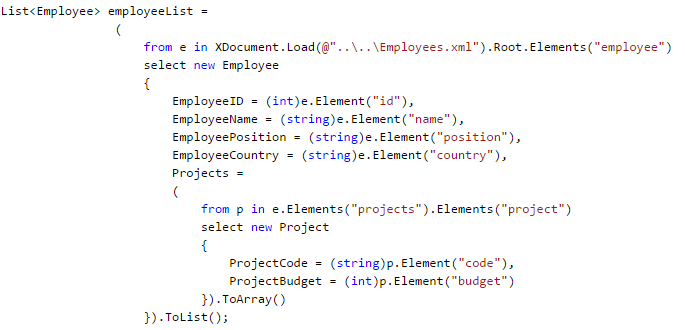 List<Employee> employeeList =
(
from e in XDocument.Load(@"..\..\Employees.xml").Root.Elements("employee")
select new Employee
{
EmployeeID = (int)e.Element("id"),
EmployeeName = (string)e.Element("name"),
EmployeePosition = (string)e.Element("position"),
EmployeeCountry = (string)e.Element("country"),
Projects =
(
from p in e.Elements("projects").Elements("project")
select new Project
{
ProjectCode = (string)p.Element("code"),
ProjectBudget = (int)p.Element("budget")
}).ToArray()
}).ToList();